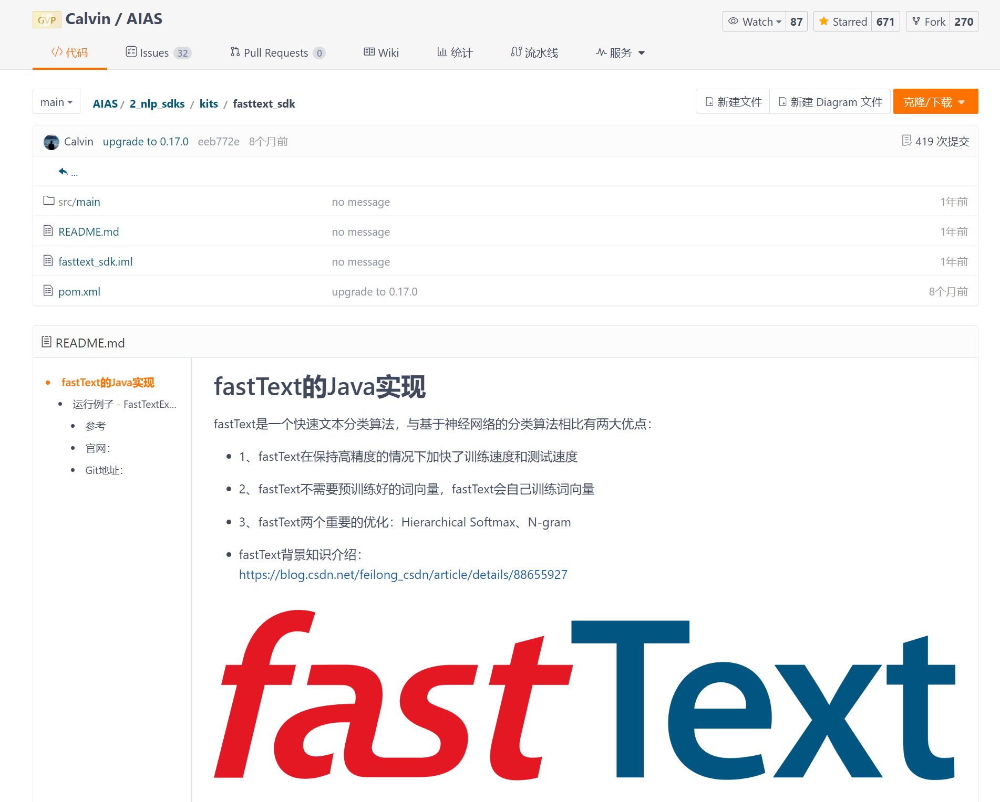 GVP Calvin / AIAS
Watch 87 Starred 671 Fork 270
代码 Issues 32 Pull Requests 0 Wiki 统计 流水线 服务
main AIAS / 2_nlp_sdks / kits / fasttext_sdk 新建文件 新建 Diagram 文件 克隆/下载
Calvin upgrade to 0.17.0 eeb772e 8个月前 419 次提交
...
src/main no message 1年前
README.md no message 1年前
fasttext_sdk.iml no message 1年前
pom.xml upgrade to 0.17.0 8个月前
README.md
fastText的Java实现
运行例子 - FastTextEx...
参考
官网：
Git地址：
fastText的Java实现
fastText是一个快速文本分类算法，与基于神经网络的分类算法相比有两大优点：
1、fastText在保持高精度的情况下加快了训练速度和测试速度
2、fastText不需要预训练好的词向量，fastText会自己训练词向量
3、fastText两个重要的优化：Hierarchical Softmax、N-gram
fastText背景知识介绍：
https://blog.csdn.net/feilong_csdn/article/details/88655927
fastText